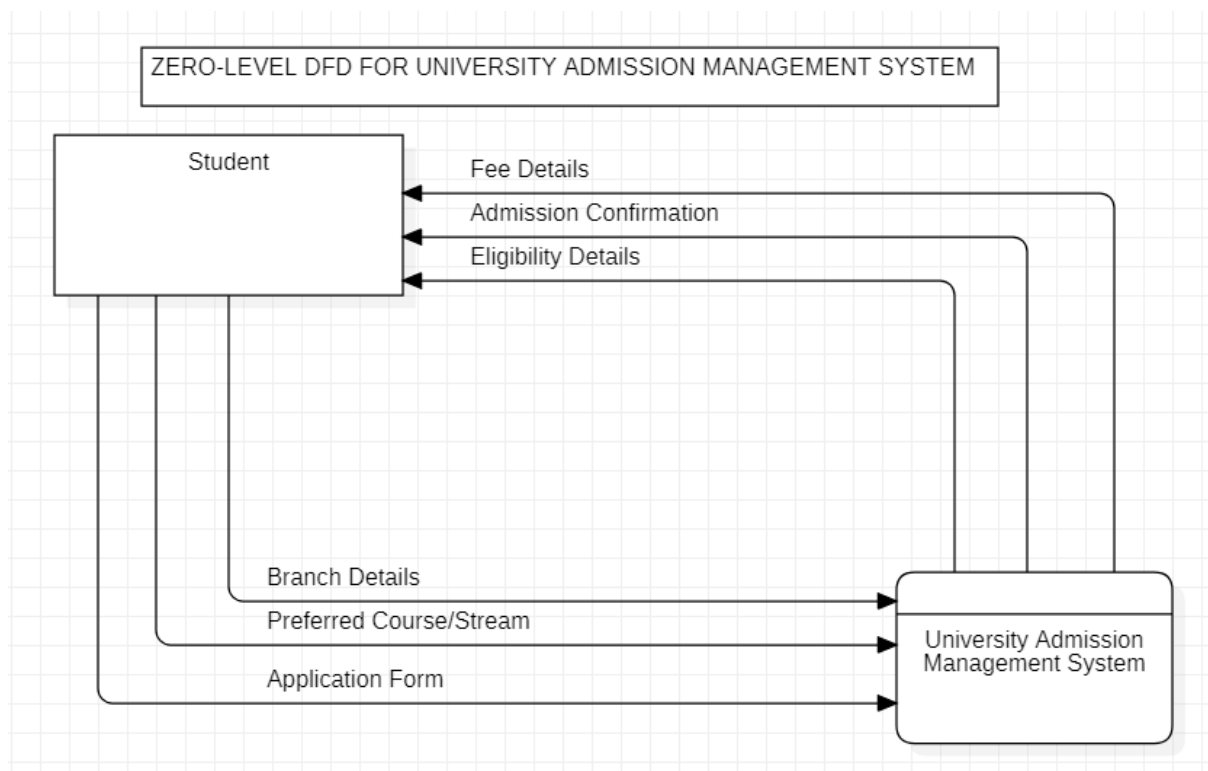 ZERO-LEVEL DFD FOR UNIVERSITY ADMISSION MANAGEMENT SYSTEM
Student
Fee Details
Admission Confirmation
Eligibility Details
Branch Details
Preferred Course/Stream
Application Form
University Admission
Management System